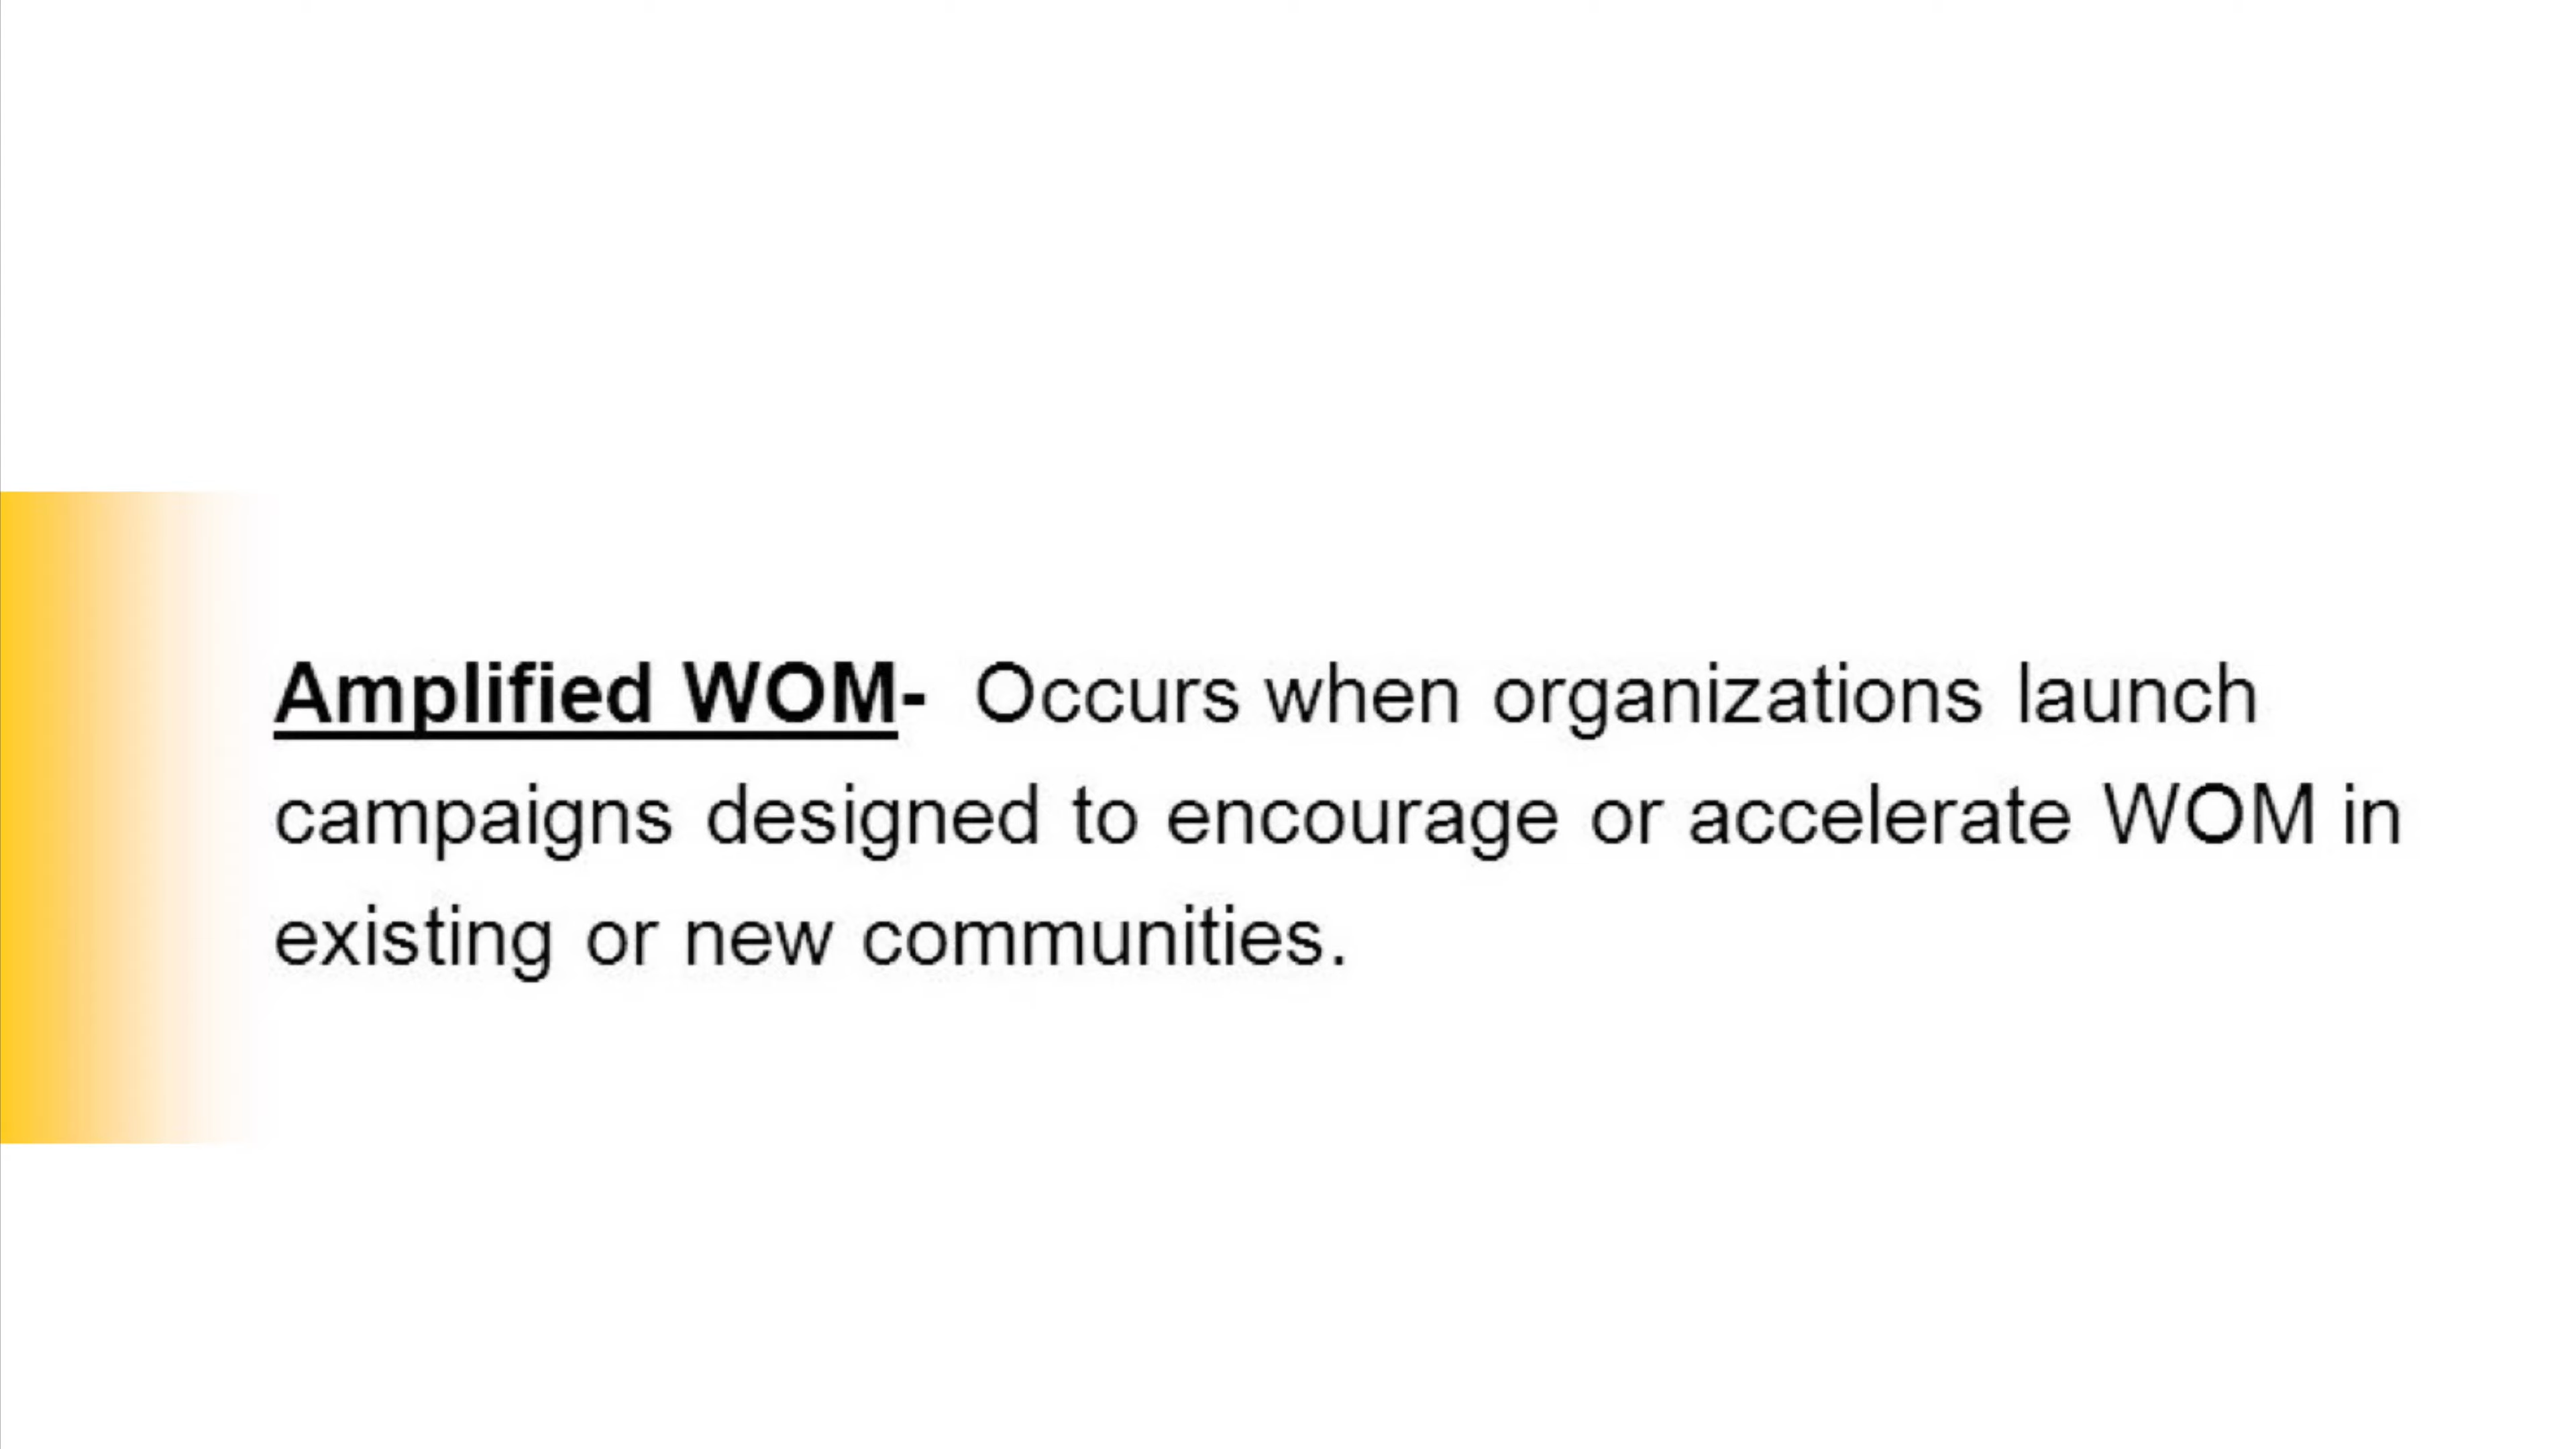 Amplified WOM- Occurs when organizations launch
campaigns designed to encourage or accelerate WOM in
existing or new communities.